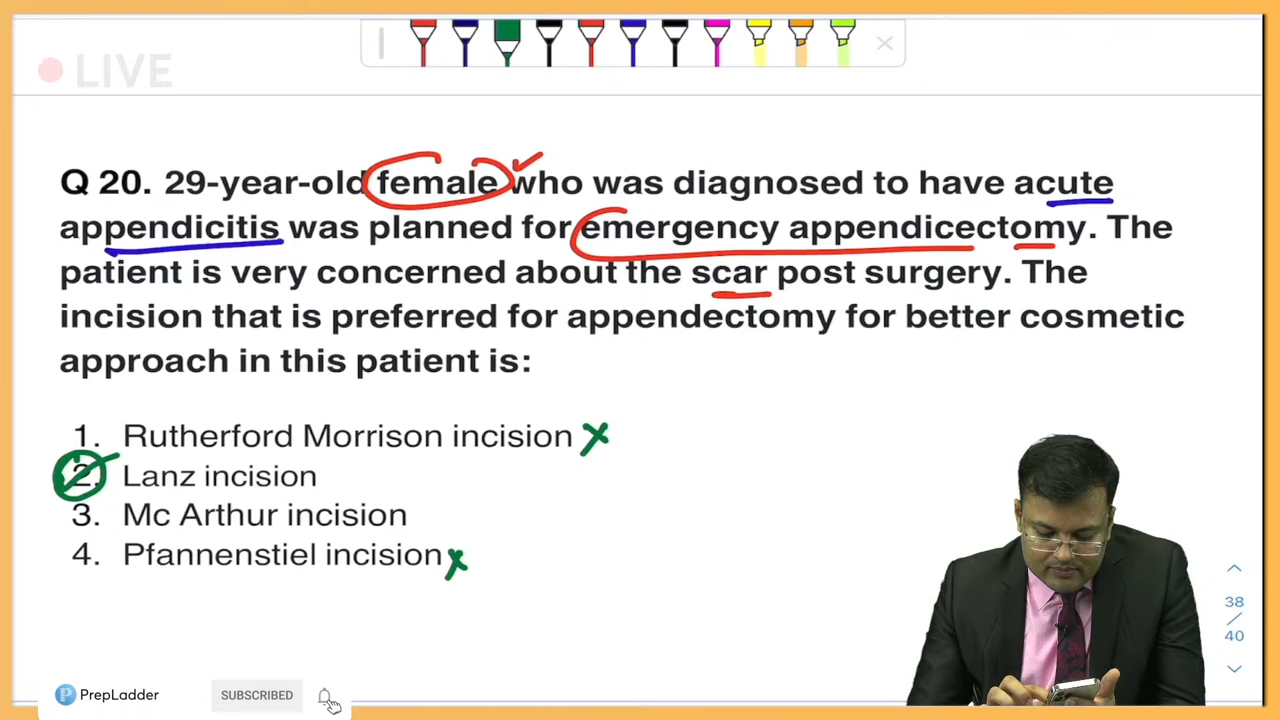 LIVE
Q 20. 29-year-old female who was diagnosed to have acute
appendicitis was planned for emergency appendicectomy. The
patient is very concerned about the scar post surgery. The
incision that is preferred for appendectomy for better cosmetic
approach in this patient is:
1. Rutherford Morrison incision
2. Lanz incision
3. Mc Arthur incision
4. Pfannenstiel incision
38
/
40
PrepLadder
SUBSCRIBED